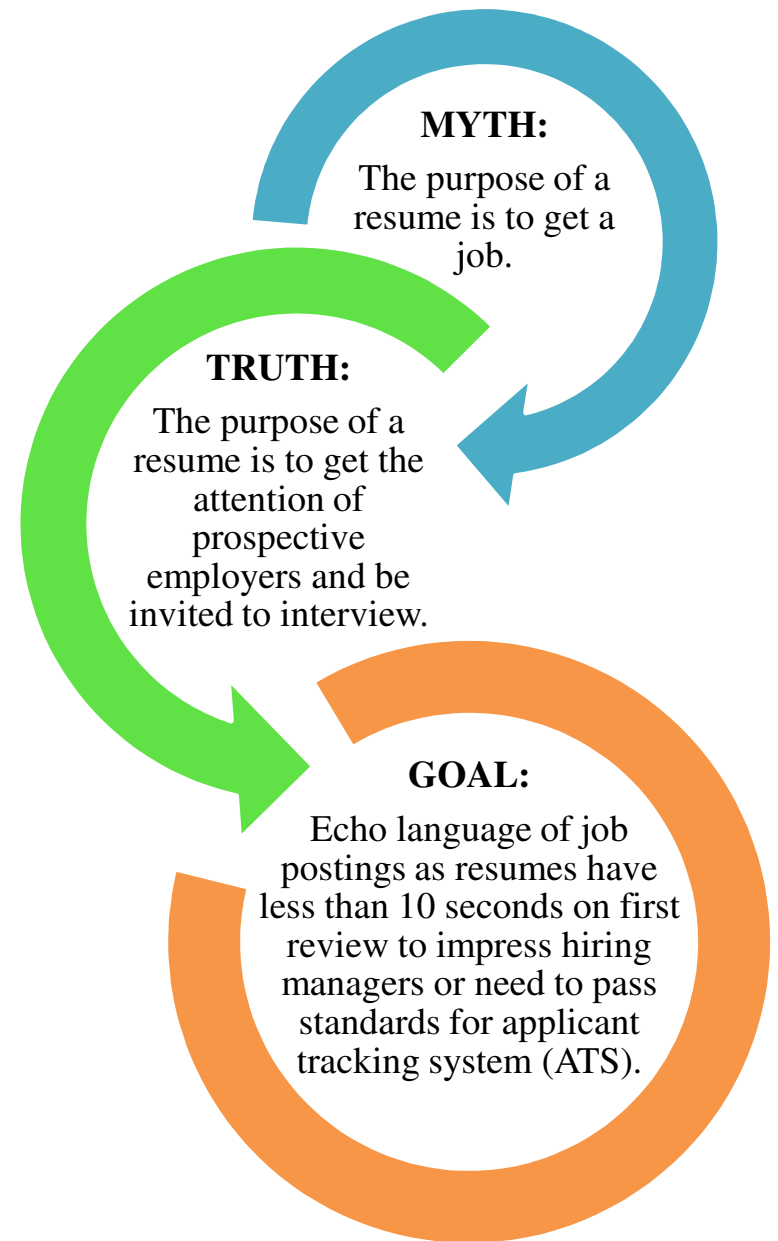 MYTH:
The purpose of a
resume is to get a
job.
TRUTH:
The purpose of a
resume is to get the
attention of
prospective
employers and be
invited to interview.
GOAL:
Echo language of job
postings as resumes have
less than 10 seconds on first
review to impress hiring
managers or need to pass
standards for applicant
tracking system (ATS).